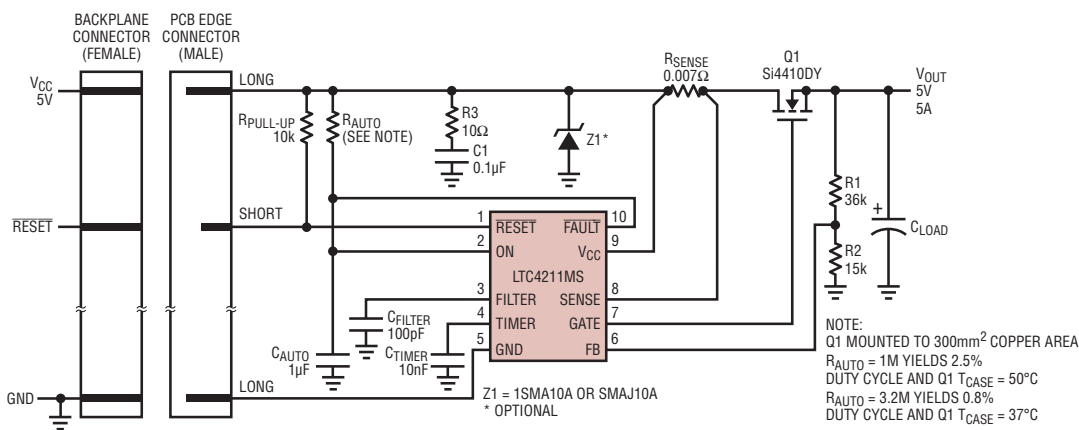 BACKPLANE
CONNECTOR
(FEMALE)
PCB EDGE
CONNECTOR
(MALE)
LONG
VCC
5V
RPULL-UP
10k
RAUTO
(SEE NOTE)
R3
10Ω
C1
0.1µF
Z1*
RSENSE
0.007Ω
Q1
Si4410DY
VOUT
5V
5A
R1
36k
CLOAD
+
R2
15k
RESET
SHORT
1
RESET
FAULT
10
2
ON
VCC
9
LTC4211MS
3
FILTER
SENSE
8
4
TIMER
GATE
7
5
GND
FB
6
CFILTER
100pF
CAUTO
1µF
CTIMER
10nF
LONG
GND
Z1 = 1SMA10A OR SMAJ10A
* OPTIONAL
NOTE:
Q1 MOUNTED TO 300mm² COPPER AREA
RAUTO = 1M YIELDS 2.5%
DUTY CYCLE AND Q1 TCASE = 50°C
RAUTO = 3.2M YIELDS 0.8%
DUTY CYCLE AND Q1 TCASE = 37°C